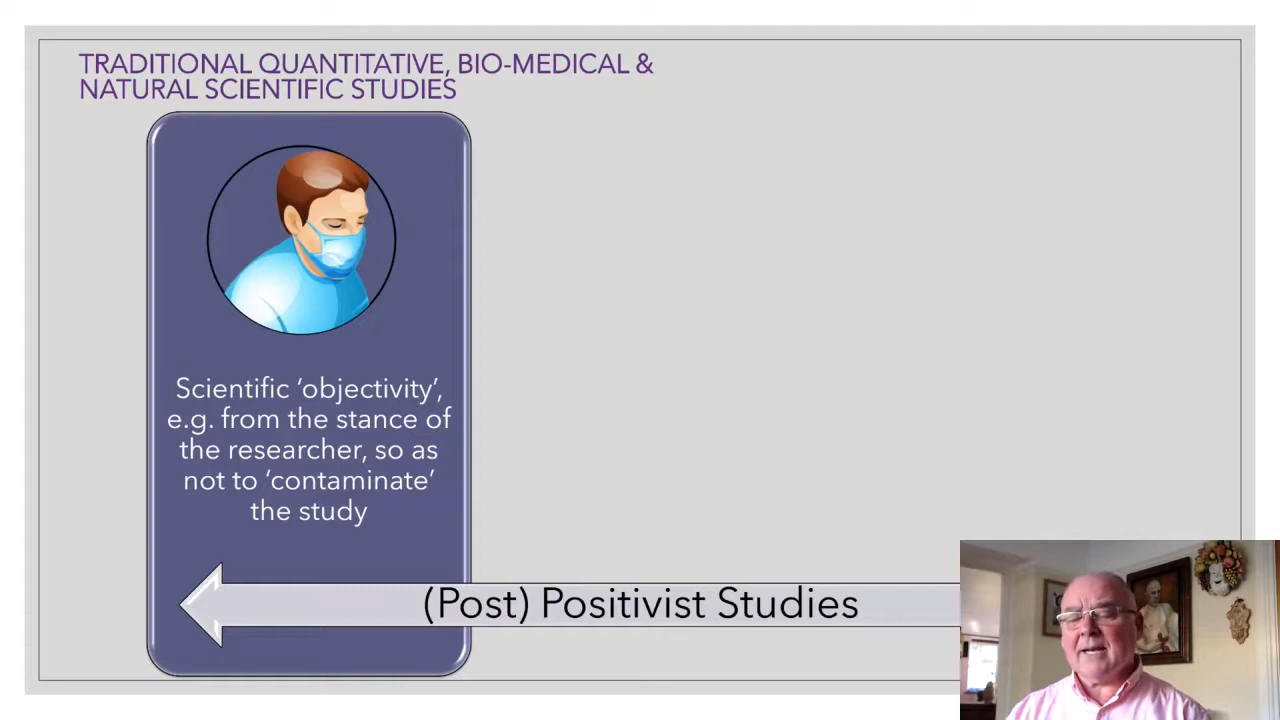 TRADITIONAL QUANTITATIVE, BIO-MEDICAL &
NATURAL SCIENTIFIC STUDIES
Scientific ‘objectivity’,
e.g. from the stance of
the researcher, so as
not to ‘contaminate’
the study
(Post) Positivist Studies